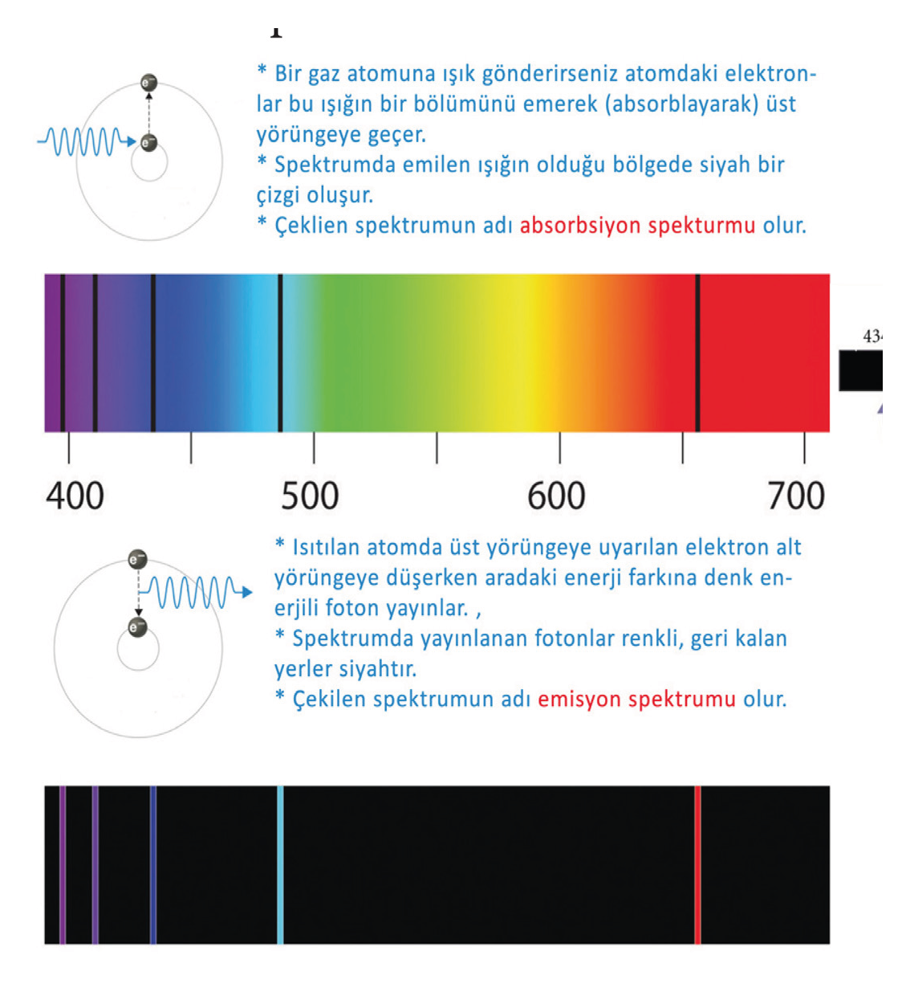 * Bir gaz atomuna ışık gönderirseniz atomdaki elektron-
lar bu ışığın bir bölümünü emerek (absorblayarak) üst
yörüngeye geçer.
* Spektrumda emilen ışığın olduğu bölgede siyah bir
çizgi oluşur.
* Çeklien spektrumun adı absorbsiyon spekturmu olur.
e⁻
e⁻
400 500 600 700
* Isıtılan atomda üst yörüngeye uyarılan elektron alt
yörüngeye düşerken aradaki enerji farkına denk en-
erjili foton yayınlar. ,
* Spektrumda yayınlanan fotonlar renkli, geri kalan
yerler siyahtır.
* Çekilen spektrumun adı emisyon spektrumu olur.
e⁻
e⁻